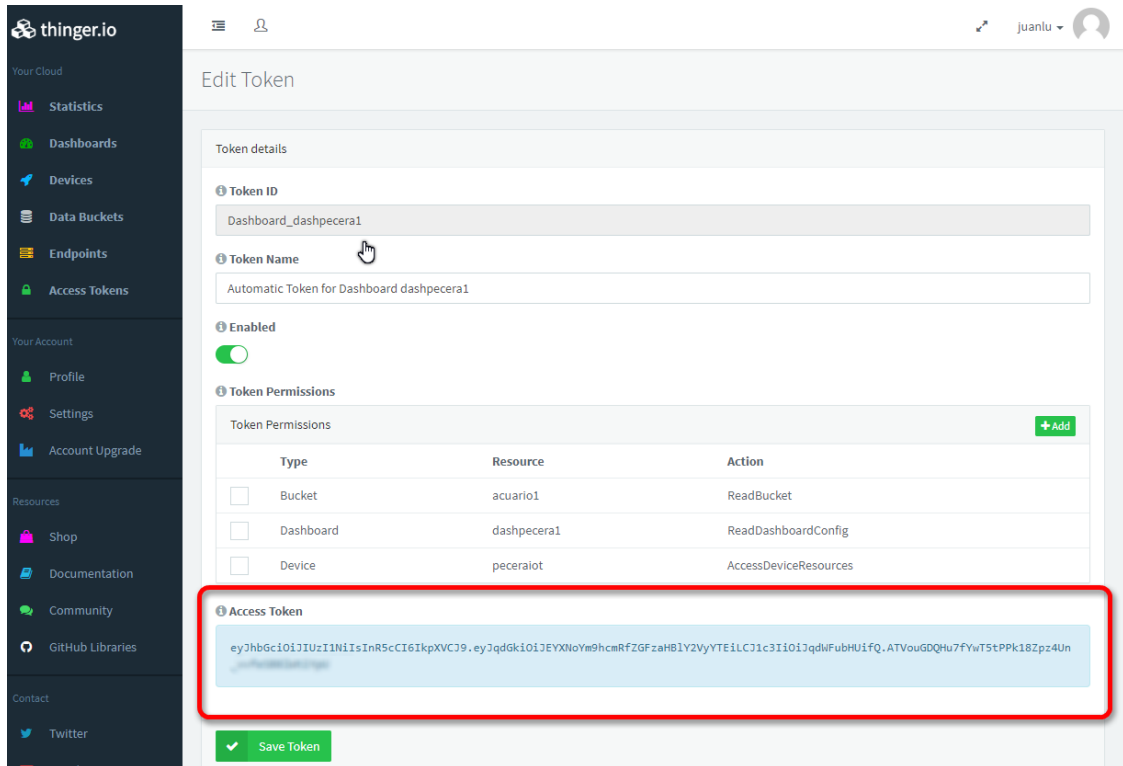 thinger.io
juanlu
Your Cloud
Statistics
Dashboards
Devices
Data Buckets
Endpoints
Access Tokens
Your Account
Profile
Settings
Account Upgrade
Resources
Shop
Documentation
Community
GitHub Libraries
Contact
Twitter
Edit Token
Token details
Token ID
Dashboard_dashpecera1
Token Name
Automatic Token for Dashboard dashpecera1
Enabled
Token Permissions
Token Permissions
Add
Type Resource Action
Bucket acuario1 ReadBucket
Dashboard dashpecera1 ReadDashboardConfig
Device peceraiot AccessDeviceResources
Access Token
eyJhbGciOiJIUzI1NiIsInR5cCI6IkpXVCJ9.eyJqdGkiOiJEYXNoYm9hcmRfZGFzaHBlY2VyYTEiLCJ1c3IiOiJqdWFubHUifQ.ATVouGDQHu7fYwT5tPPk18Zpz4Un
Save Token